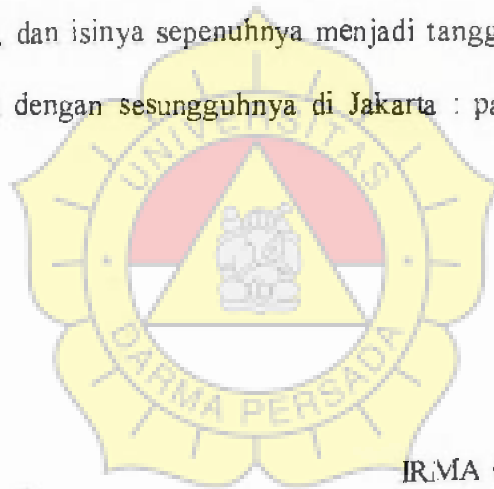 dan isinya sepenuhnya menjadi tangg
dengan sesungguhnya di Jakarta : pa
UNIVERSITAS
DARMA PERSADA
IRMA